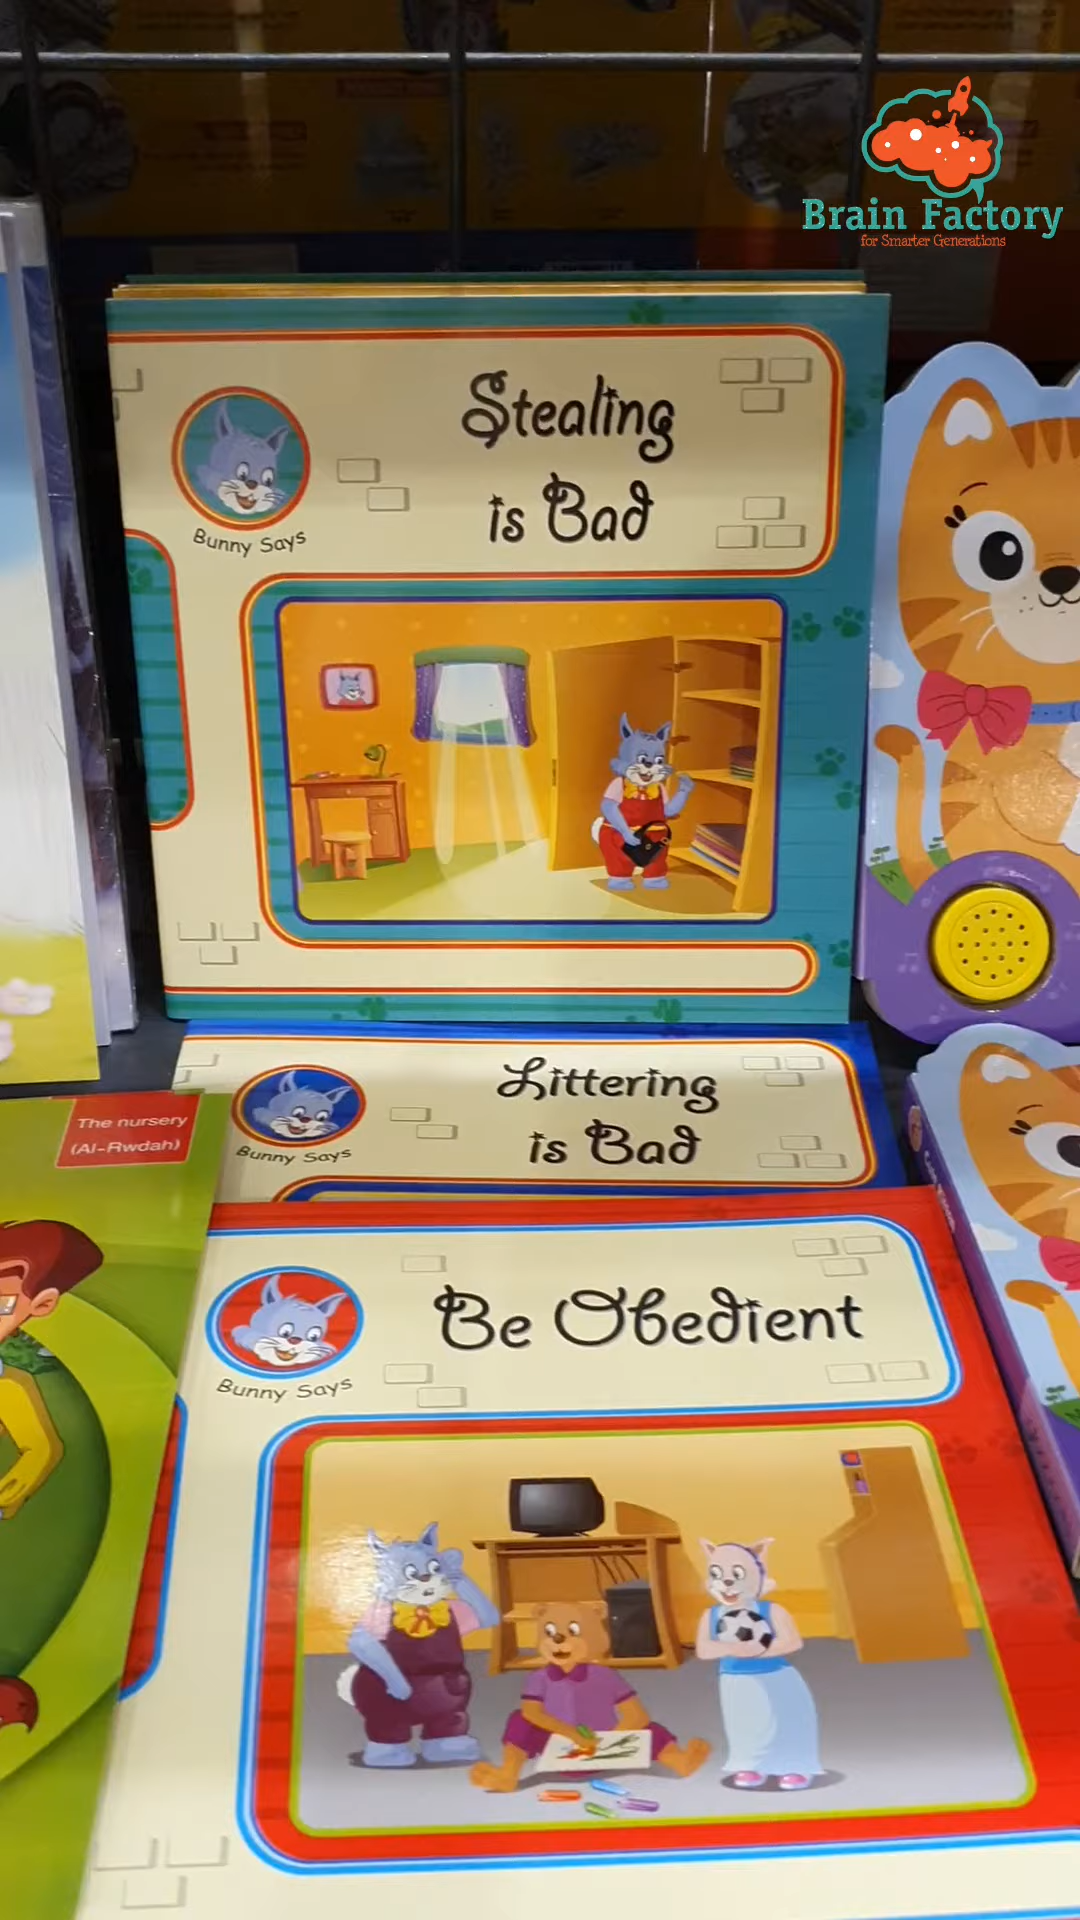 Brain Factory
for Smarter Generations
Stealing
is Bad
Bunny Says
Littering
is Bad
Bunny Says
The nursery
(Al-Rwdah)
Be Obedient
Bunny Says